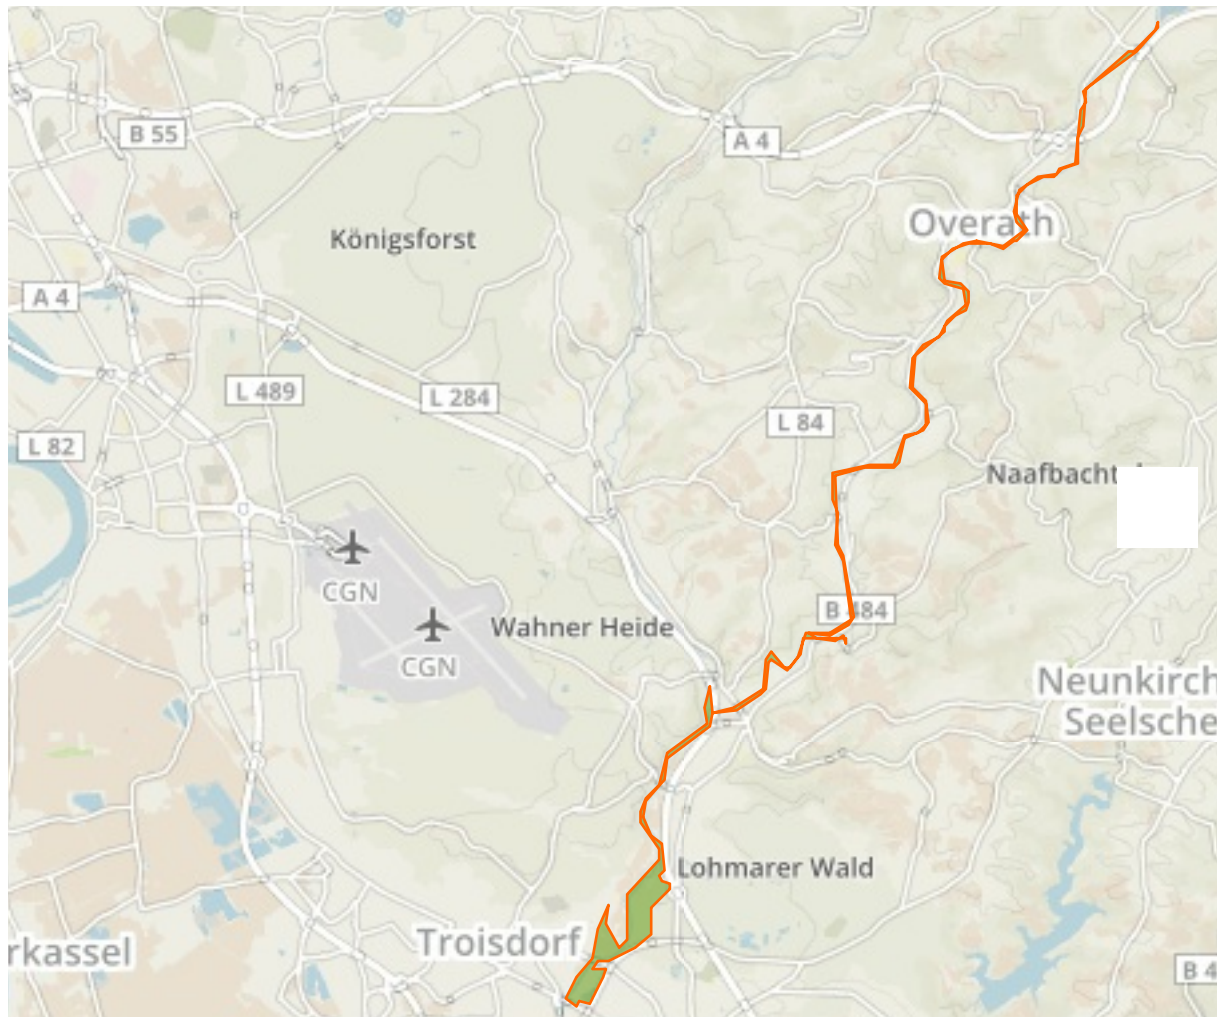 B 55
A 4
Overath
Königsforst
A 4
L 489
L 284
L 84
L 82
Naafbacht
CGN
B 484
Wahner Heide
CGN
Neunkirch
Seelsche
Lohmarer Wald
Troisdorf
rkassel
B 4